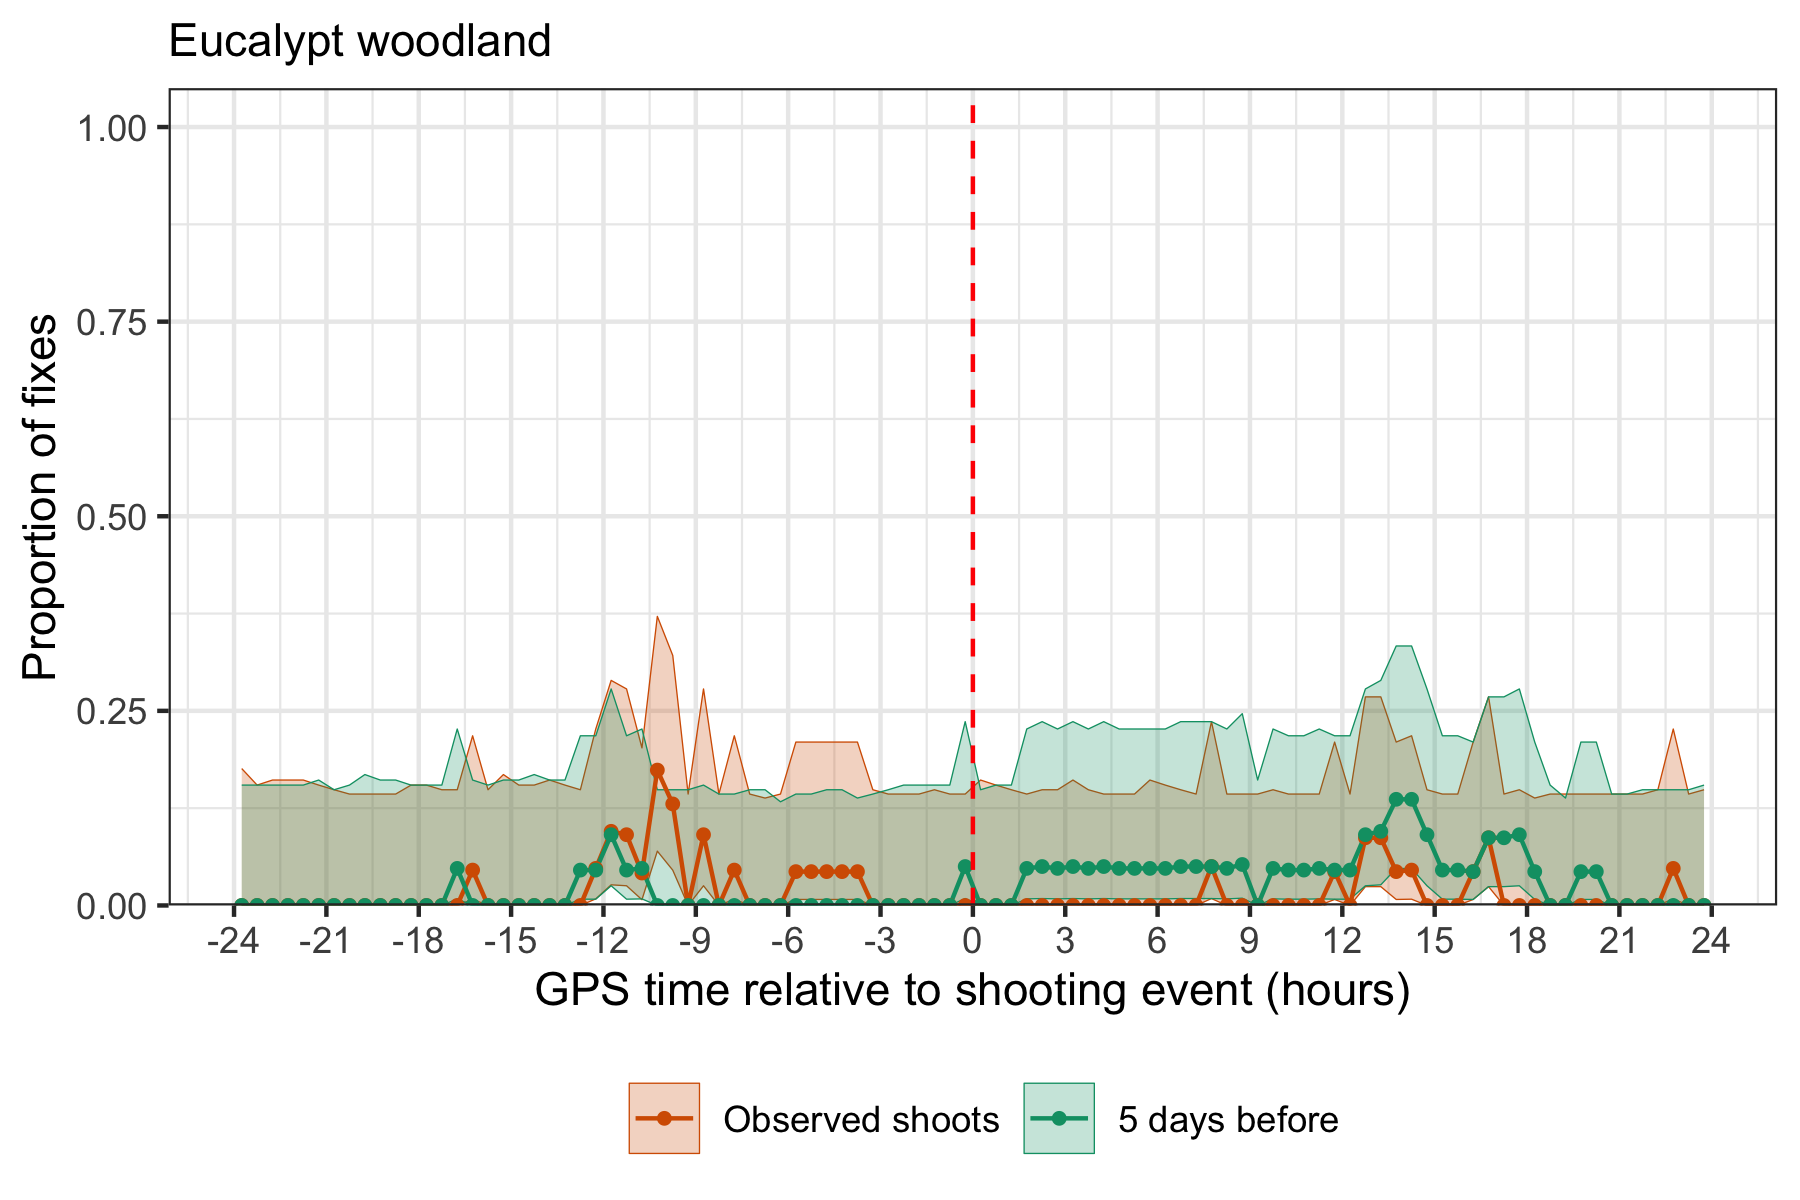 Eucalypt woodland
1.00
0.75
0.50
0.25
0.00
Proportion of fixes
-24 -21 -18 -15 -12 -9 -6 -3 0 3 6 9 12 15 18 21 24
GPS time relative to shooting event (hours)
Observed shoots 5 days before